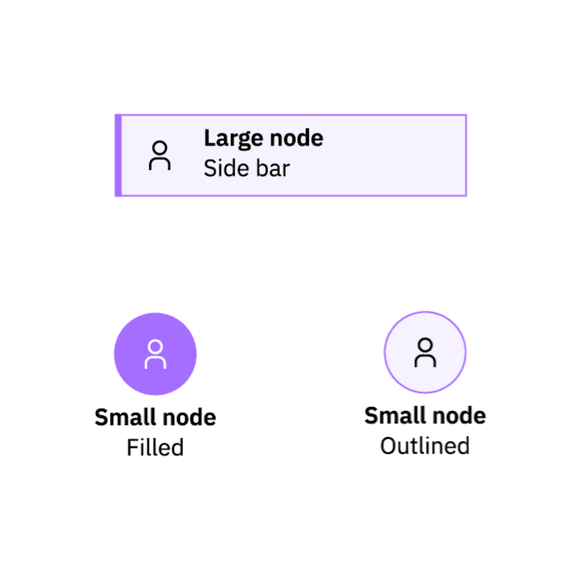 Large node
Side bar
Small node
Filled
Small node
Outlined